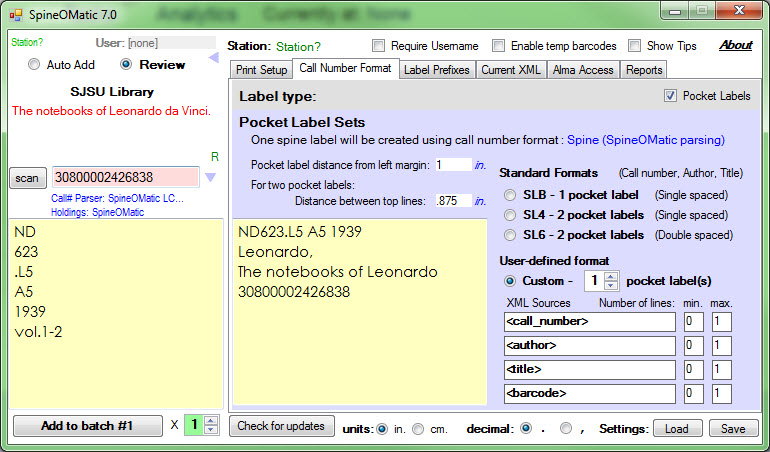 SpineOMatic 7.0
Station?
User: [none]
Auto Add
Review
SJSU Library
The notebooks of Leonardo da Vinci.
R
scan
30800002426838
Call# Parser: SpineOMatic LC...
Holdings: SpineOMatic
ND
623
.L5
A5
1939
vol.1-2
Add to batch #1
X
1
Station: Station?
Require Username
Enable temp barcodes
Show Tips
About
Print Setup
Call Number Format
Label Prefixes
Current XML
Alma Access
Reports
Label type:
Pocket Labels
Pocket Label Sets
One spine label will be created using call number format : Spine (SpineOMatic parsing)
Pocket label distance from left margin: 1 in.
For two pocket labels:
Distance between top lines: .875 in.
ND623.L5 A5 1939
Leonardo,
The notebooks of Leonardo
30800002426838
Standard Formats (Call number, Author, Title)
SLB - 1 pocket label (Single spaced)
SL4 - 2 pocket labels (Single spaced)
SL6 - 2 pocket labels (Double spaced)
User-defined format
Custom - 1 pocket label(s)
XML Sources Number of lines: min. max.
<call_number> 0 1
<author> 0 1
<title> 0 1
<barcode> 0 1
Check for updates
units: in. cm.
decimal: . ,
Settings: Load Save